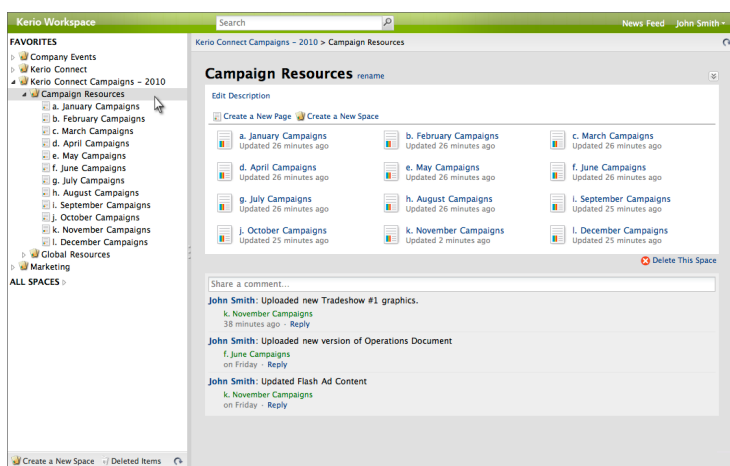 Kerio Workspace
Search
News Feed John Smith
FAVORITES
Company Events
Kerio Connect
Kerio Connect Campaigns – 2010
Campaign Resources
a. January Campaigns
b. February Campaigns
c. March Campaigns
d. April Campaigns
e. May Campaigns
f. June Campaigns
g. July Campaigns
h. August Campaigns
i. September Campaigns
j. October Campaigns
k. November Campaigns
l. December Campaigns
Global Resources
Marketing
ALL SPACES
Create a New Space Deleted Items
Kerio Connect Campaigns – 2010 > Campaign Resources
Campaign Resources rename
Edit Description
Create a New Page Create a New Space
a. January Campaigns
Updated 26 minutes ago
b. February Campaigns
Updated 26 minutes ago
c. March Campaigns
Updated 26 minutes ago
d. April Campaigns
Updated 26 minutes ago
e. May Campaigns
Updated 26 minutes ago
f. June Campaigns
Updated 26 minutes ago
g. July Campaigns
Updated 26 minutes ago
h. August Campaigns
Updated 26 minutes ago
i. September Campaigns
Updated 25 minutes ago
j. October Campaigns
Updated 25 minutes ago
k. November Campaigns
Updated 2 minutes ago
l. December Campaigns
Updated 25 minutes ago
Delete This Space
Share a comment...
John Smith: Uploaded new Tradeshow #1 graphics.
k. November Campaigns
38 minutes ago - Reply
John Smith: Uploaded new version of Operations Document
f. June Campaigns
on Friday - Reply
John Smith: Updated Flash Ad Content
k. November Campaigns
on Friday - Reply